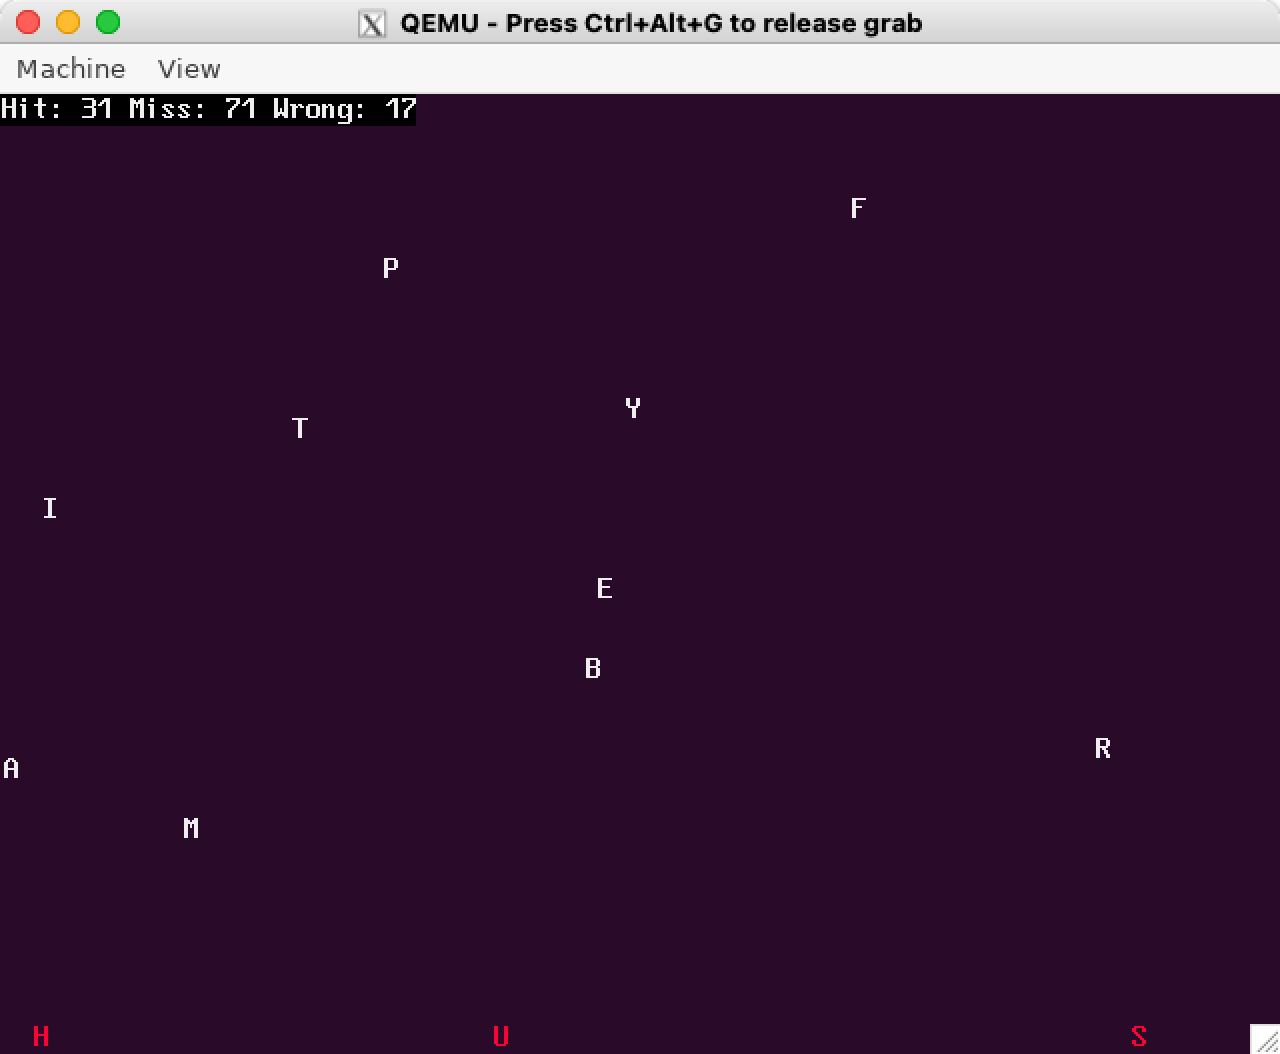 QEMU - Press Ctrl+Alt+G to release grab
Machine View
Hit: 31 Miss: 71 Wrong: 17
F
P
Y
T
I
E
B
R
A
M
H U S